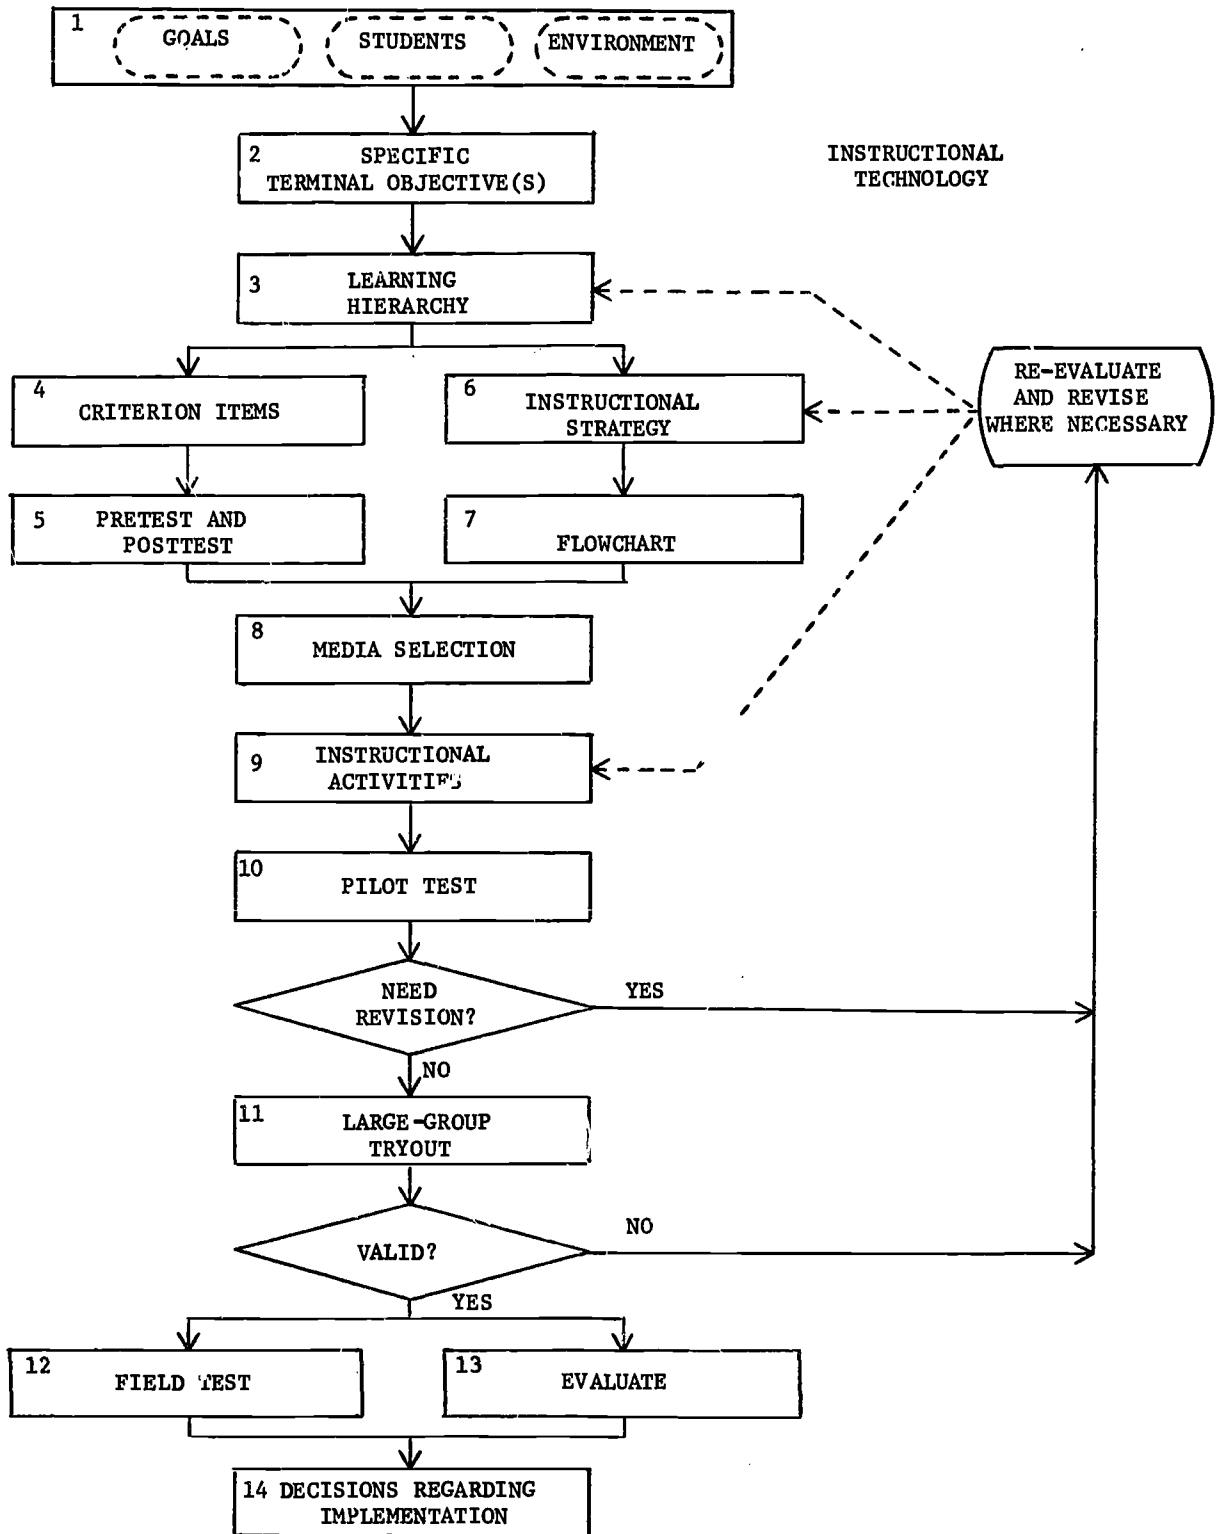 1
GOALS
STUDENTS
ENVIRONMENT
2
SPECIFIC
TERMINAL OBJECTIVE(S)
INSTRUCTIONAL
TECHNOLOGY
3
LEARNING
HIERARCHY
RE-EVALUATE
AND REVISE
WHERE NECESSARY
4
CRITERION ITEMS
6
INSTRUCTIONAL
STRATEGY
5
PRETEST AND
POSTTEST
7
FLOWCHART
8
MEDIA SELECTION
9
INSTRUCTIONAL
ACTIVITIES
10
PILOT TEST
NEED
REVISION?
YES
NO
11
LARGE-GROUP
TRYOUT
VALID?
NO
YES
12
FIELD TEST
13
EVALUATE
14 DECISIONS REGARDING
IMPLEMENTATION